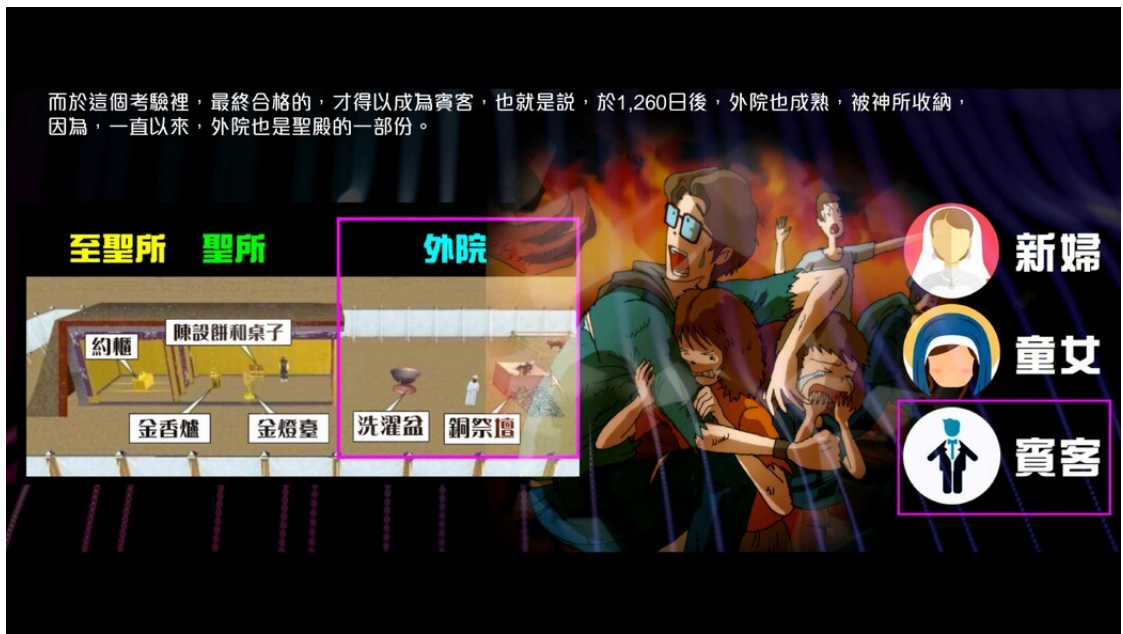 而於這個考驗裡，最終合格的，才得以成為賓客，也就是說，於1,260日後，外院也成熟，被神所收納，
因為，一直以來，外院也是聖殿的一部份。
至聖所 聖所 外院
約櫃
陳設餅和桌子
金香爐
金燈臺
洗濯盆
銅祭壇
新婦
童女
賓客